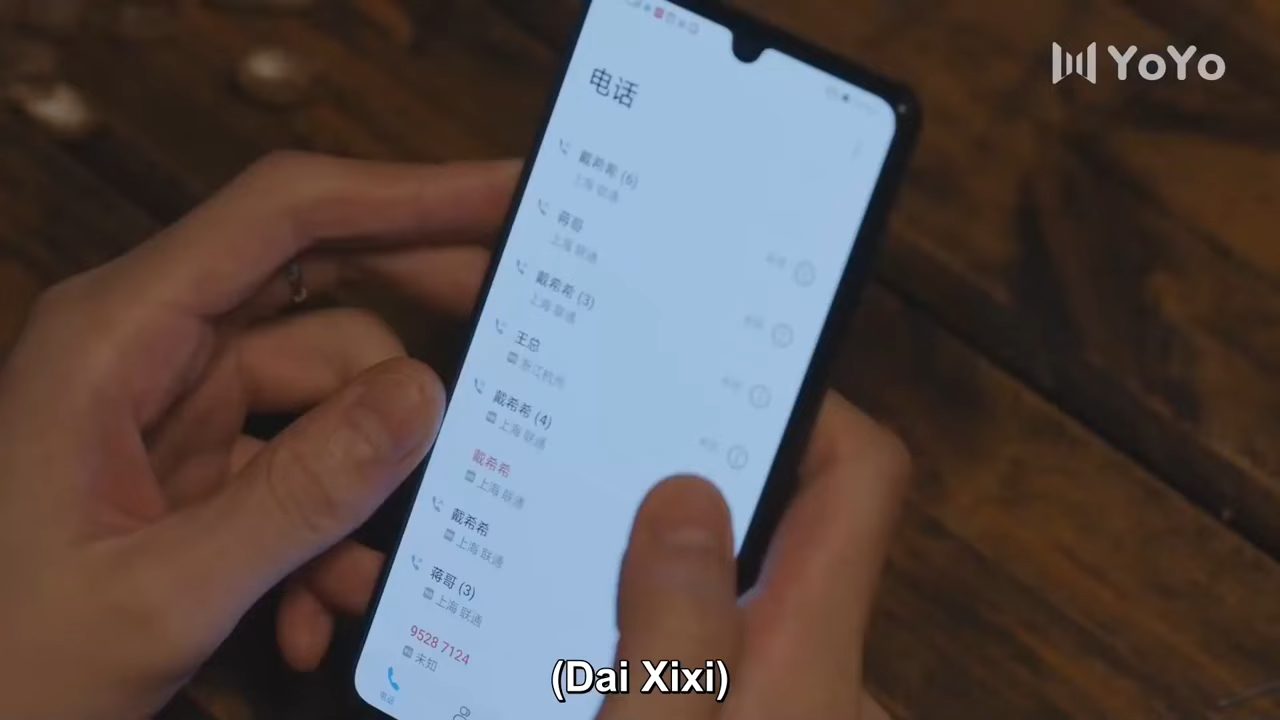 YoYo
电话
戴希希 (6)
上海 联通
蒋哥
上海 联通
戴希希 (3)
上海 联通
王总
浙江杭州
戴希希 (4)
上海 联通
戴希希
上海 联通
戴希希
上海 联通
蒋哥 (3)
上海 联通
9528 7124
未知
电话
(Dai Xixi)